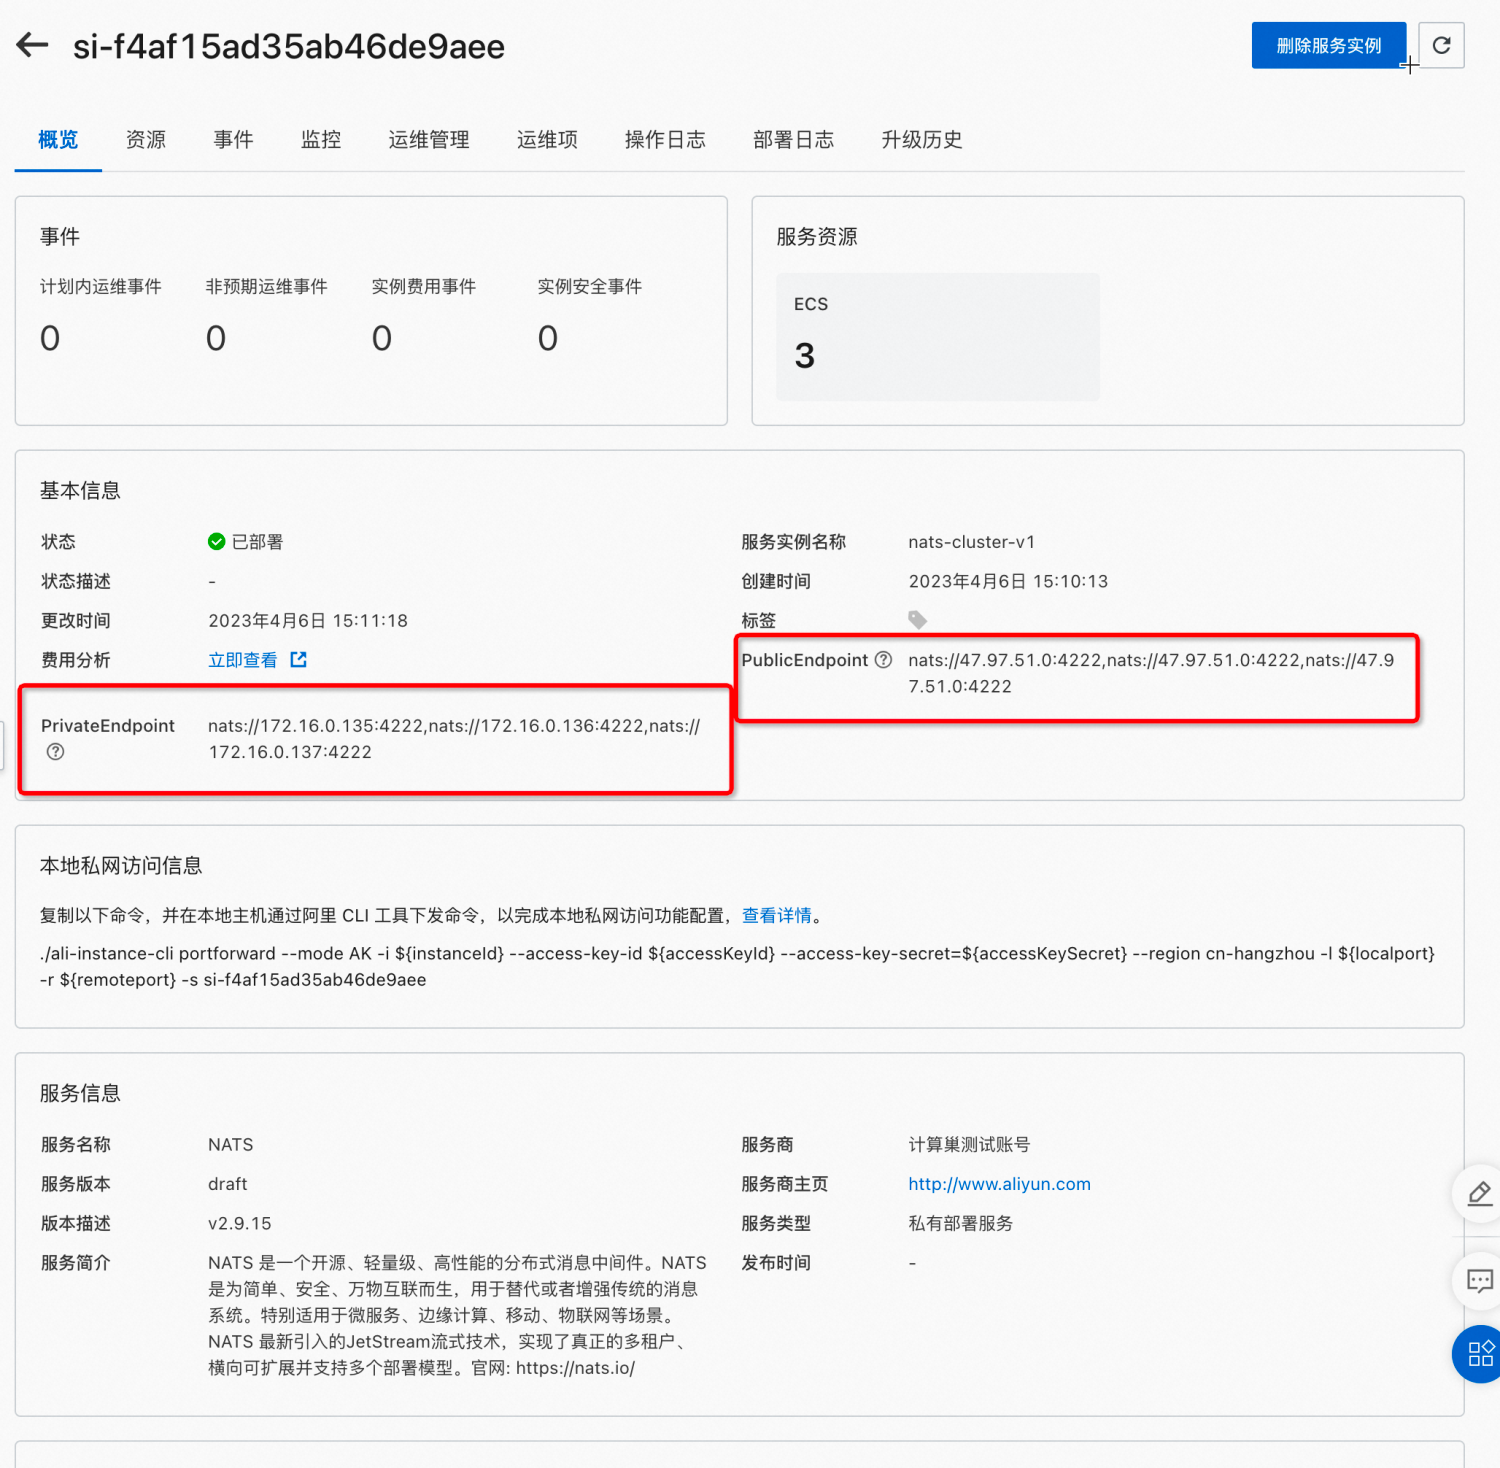 si-f4af15ad35ab46de9aee
删除服务实例
概览 资源 事件 监控 运维管理 运维项 操作日志 部署日志 升级历史
事件
计划内运维事件 非预期运维事件 实例费用事件 实例安全事件
0 0 0 0
服务资源
ECS
3
基本信息
状态 已部署
服务实例名称 nats-cluster-v1
状态描述 -
创建时间 2023年4月6日 15:10:13
更改时间 2023年4月6日 15:11:18
标签
费用分析 立即查看
PublicEndpoint nats://47.97.51.0:4222,nats://47.97.51.0:4222,nats://47.9
7.51.0:4222
PrivateEndpoint nats://172.16.0.135:4222,nats://172.16.0.136:4222,nats://
172.16.0.137:4222
本地私网访问信息
复制以下命令，并在本地主机通过阿里 CLI 工具下发命令，以完成本地私网访问功能配置，查看详情。
./ali-instance-cli portforward --mode AK -i ${instanceId} --access-key-id ${accessKeyId} --access-key-secret=${accessKeySecret} --region cn-hangzhou -l ${localport}
-r ${remoteport} -s si-f4af15ad35ab46de9aee
服务信息
服务名称 NATS
服务商 计算巢测试账号
服务版本 draft
服务商主页 http://www.aliyun.com
版本描述 v2.9.15
服务类型 私有部署服务
服务简介 NATS 是一个开源、轻量级、高性能的分布式消息中间件。NATS
是为简单、安全、万物互联而生，用于替代或者增强传统的消息
系统。特别适用于微服务、边缘计算、移动、物联网等场景。
NATS 最新引入的JetStream流式技术，实现了真正的多租户、
横向可扩展并支持多个部署模型。官网: https://nats.io/
发布时间 -